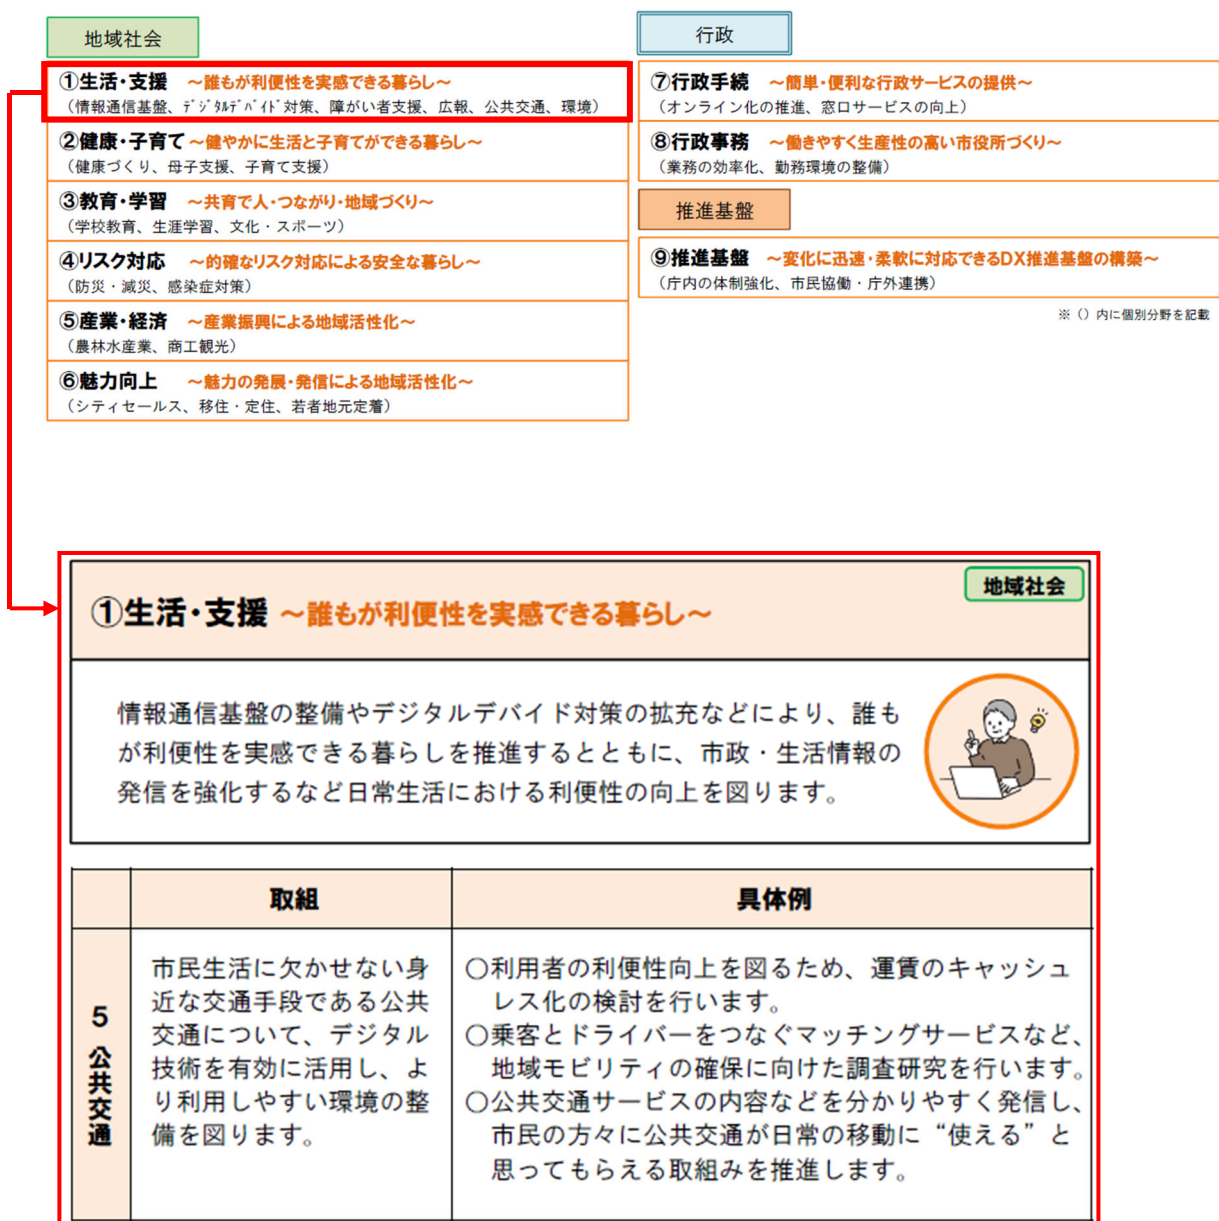 地域社会
①生活・支援　～誰もが利便性を実感できる暮らし～
（情報通信基盤、ﾃﾞｼﾞﾀﾙﾃﾞﾊﾞｲﾄﾞ対策、障がい者支援、広報、公共交通、環境）
②健康・子育て～健やかに生活と子育てができる暮らし～
（健康づくり、母子支援、子育て支援）
③教育・学習　～共育で人・つながり・地域づくり～
（学校教育、生涯学習、文化・スポーツ）
④リスク対応　～的確なリスク対応による安全な暮らし～
（防災・減災、感染症対策）
⑤産業・経済　～産業振興による地域活性化～
（農林水産業、商工観光）
⑥魅力向上　～魅力の発展・発信による地域活性化～
（シティセールス、移住・定住、若者地元定着）
行政
⑦行政手続　～簡単・便利な行政サービスの提供～
（オンライン化の推進、窓口サービスの向上）
⑧行政事務　～働きやすく生産性の高い市役所づくり～
（業務の効率化、勤務環境の整備）
推進基盤
⑨推進基盤　～変化に迅速・柔軟に対応できるDX推進基盤の構築～
（庁内の体制強化、市民協働・庁外連携）
※（）内に個別分野を記載
地域社会
①生活・支援 ～誰もが利便性を実感できる暮らし～
情報通信基盤の整備やデジタルデバイド対策の拡充などにより、誰も
が利便性を実感できる暮らしを推進するとともに、市政・生活情報の
発信を強化するなど日常生活における利便性の向上を図ります。
取組
具体例
5 公共交通
市民生活に欠かせない身
近な交通手段である公共
交通について、デジタル
技術を有効に活用し、よ
り利用しやすい環境の整
備を図ります。
〇利用者の利便性向上を図るため、運賃のキャッシュ
レス化の検討を行います。
〇乗客とドライバーをつなぐマッチングサービスなど、
地域モビリティの確保に向けた調査研究を行います。
〇公共交通サービスの内容などを分かりやすく発信し、
市民の方々に公共交通が日常の移動に“使える”と
思ってもらえる取組みを推進します。